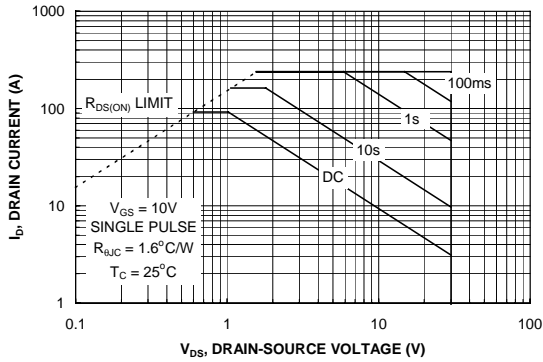 1000
100
10
1
I_D, DRAIN CURRENT (A)
R_DS(ON) LIMIT
100ms
1s
10s
DC
V_GS = 10V
SINGLE PULSE
R_θJC = 1.6°C/W
T_C = 25°C
0.1
1
10
100
V_DS, DRAIN-SOURCE VOLTAGE (V)